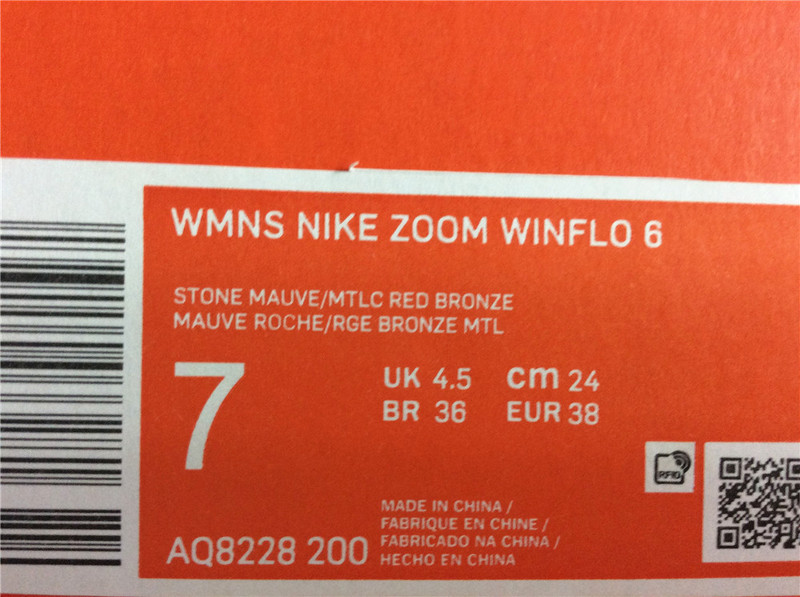 WMNS NIKE ZOOM WINFLO 6
STONE MAUVE/MTLC RED BRONZE
MAUVE ROCHE/RGE BRONZE MTL
7
UK 4.5 cm 24
BR 36 EUR 38
RFID
MADE IN CHINA /
FABRIQUE EN CHINE /
FABRICADO NA CHINA /
HECHO EN CHINA
AQ8228 200